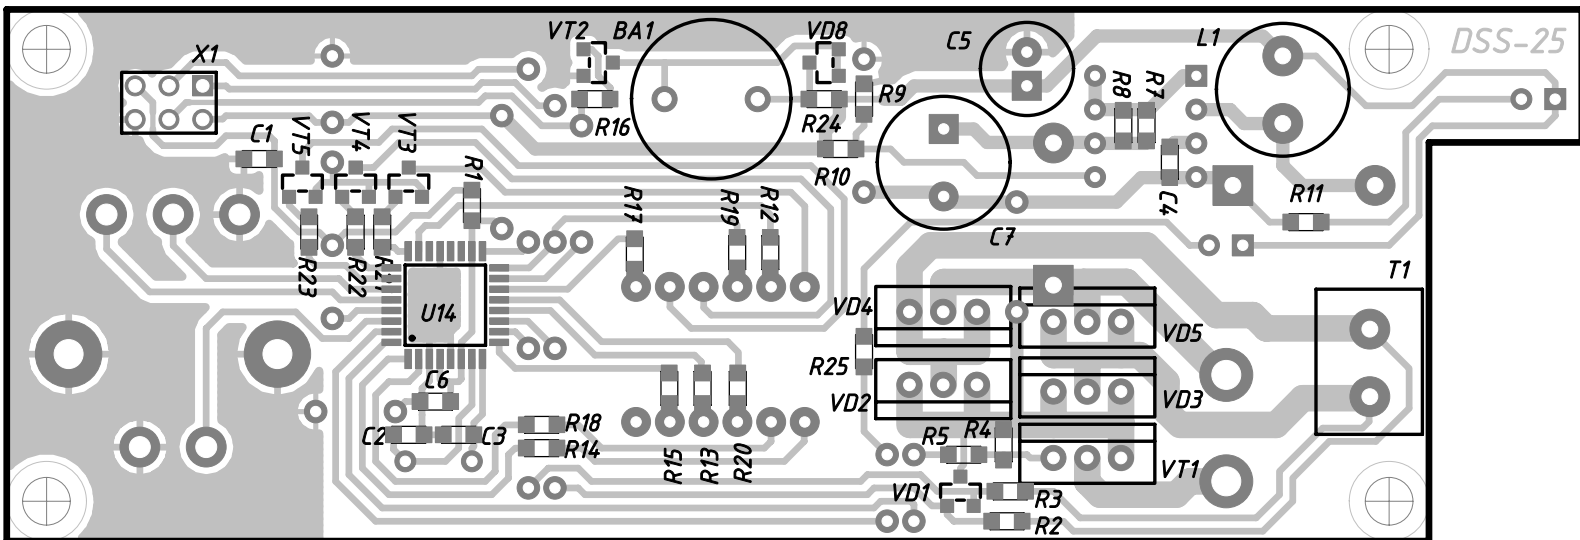 VT2
BA1
VD8
C5
L1
DSS-25
X1
R9
R8
R7
C1
VT5
VT4
VT3
R16
R24
R10
R1
R17
R19
R12
C4
R11
C7
R23
R22
T1
U14
VD4
VD5
R25
C6
VD2
VD3
C2
C3
R18
R14
R5
R4
R15
R13
R20
VT1
VD1
R3
R2